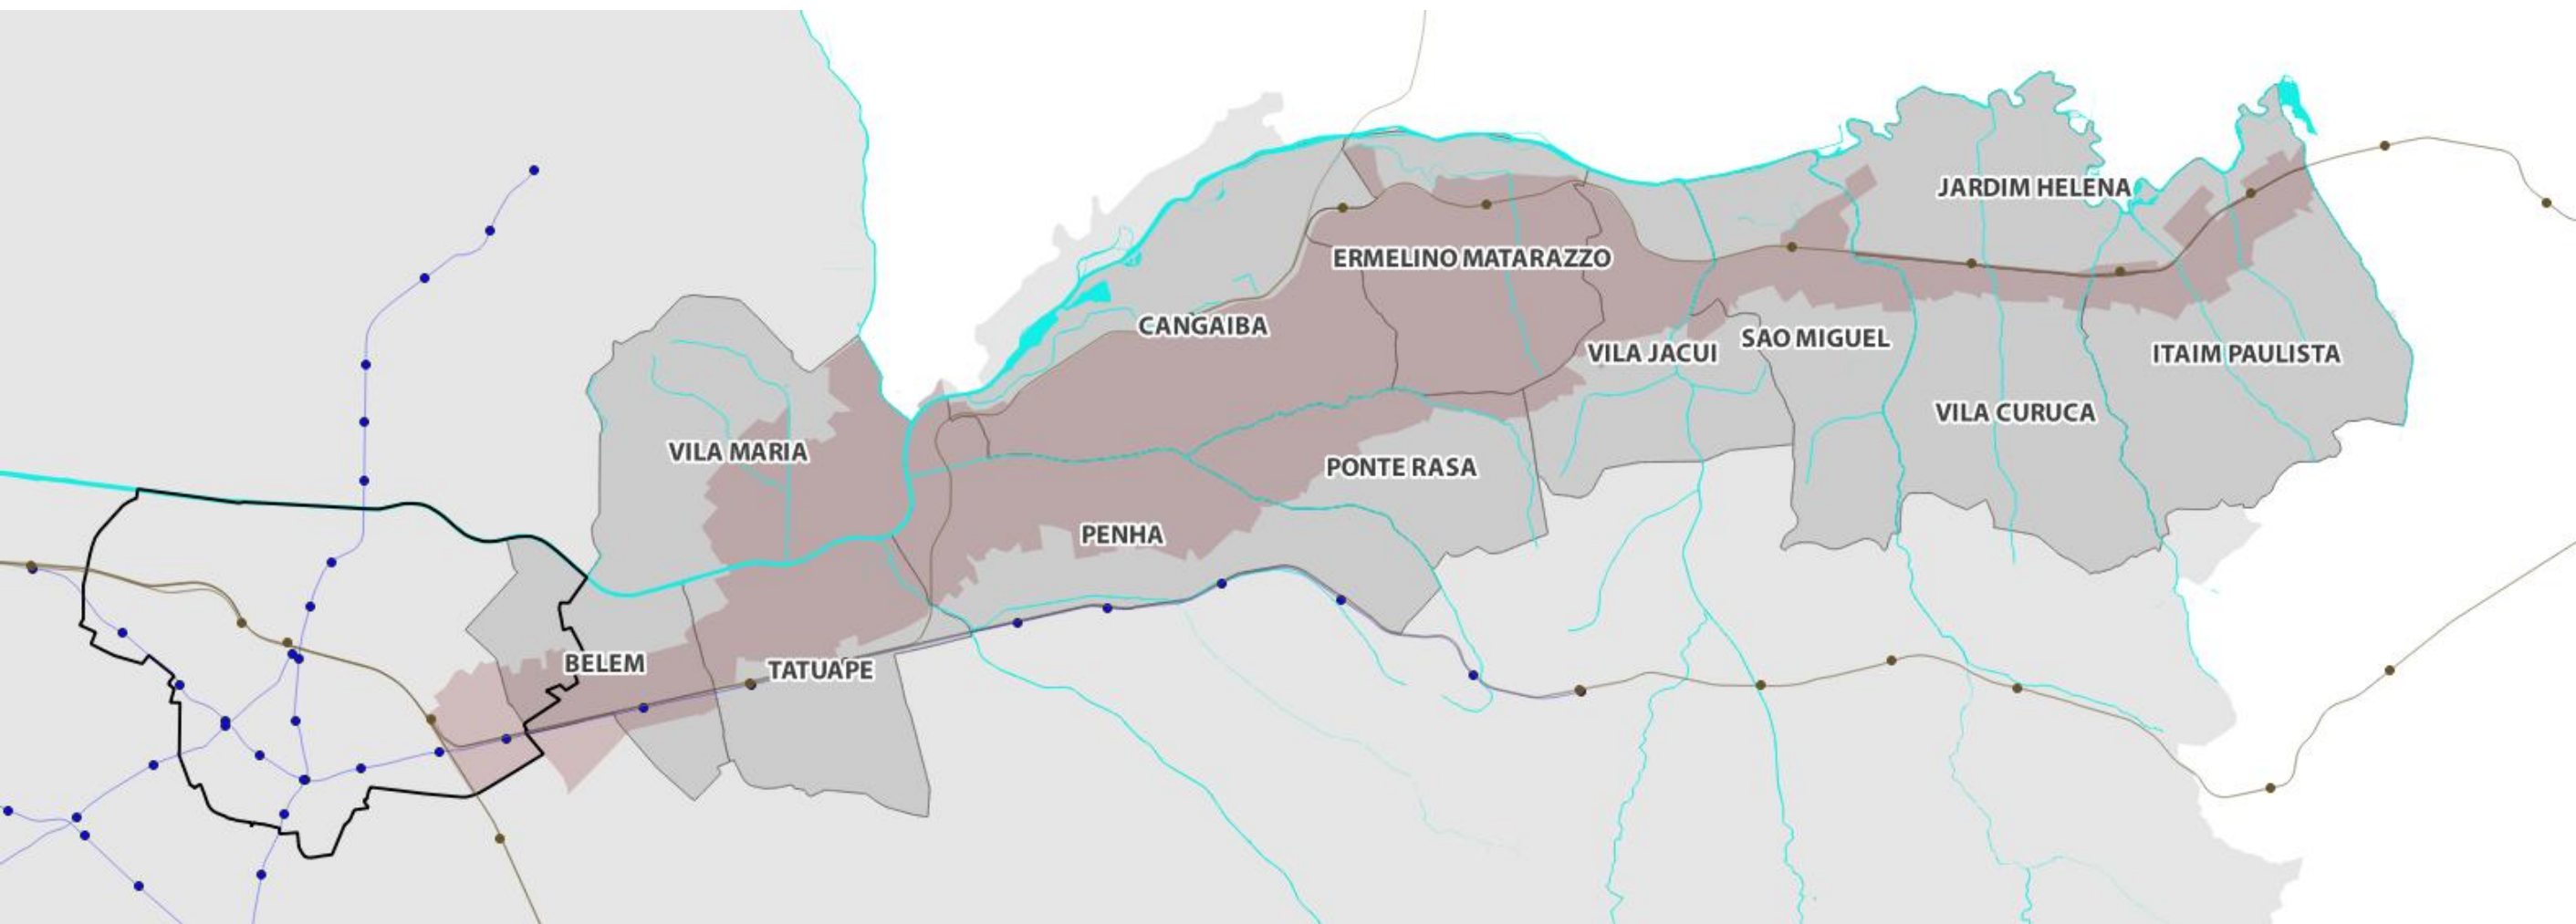 JARDIM HELENA
ERMELINO MATARAZZO
CANGAIBA
SAO MIGUEL
VILA JACUI
ITAIM PAULISTA
VILA CURUCA
VILA MARIA
PONTE RASA
PENHA
BELEM
TATUAPE